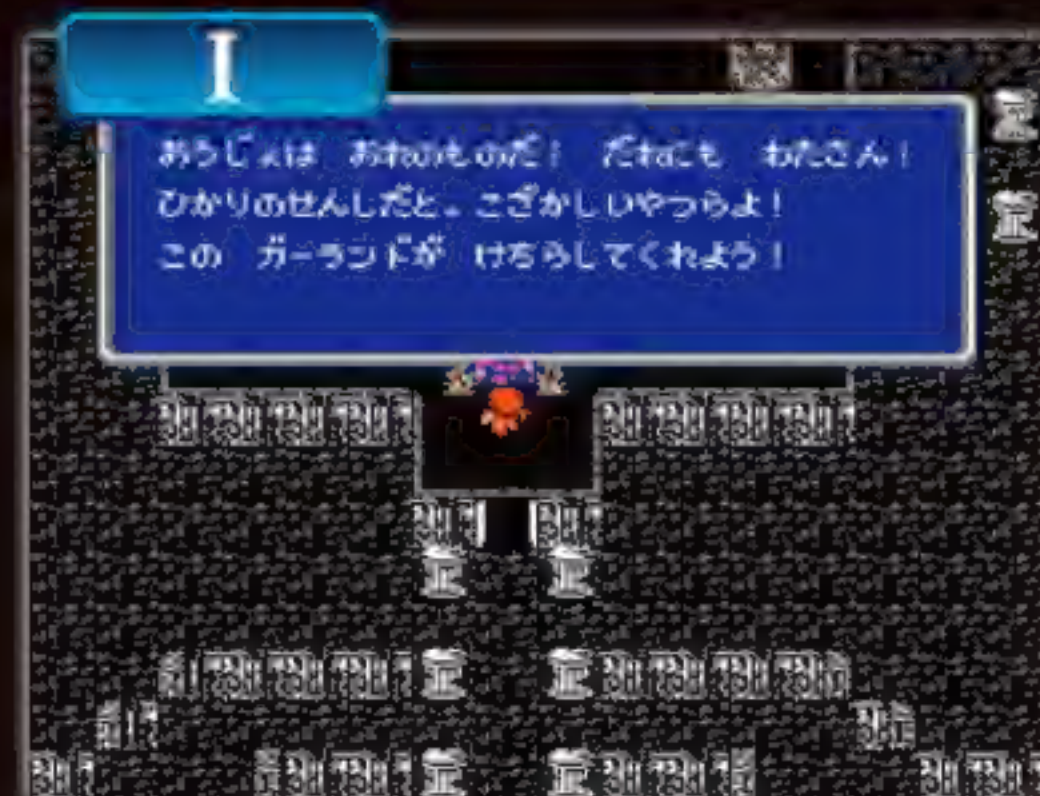 I
おうじょは　おれのものだ！　だれにも　わたさん！
ひかりのせんしだと。こざかしいやつらよ！
この　ガーランドが　けちらしてくれよう！